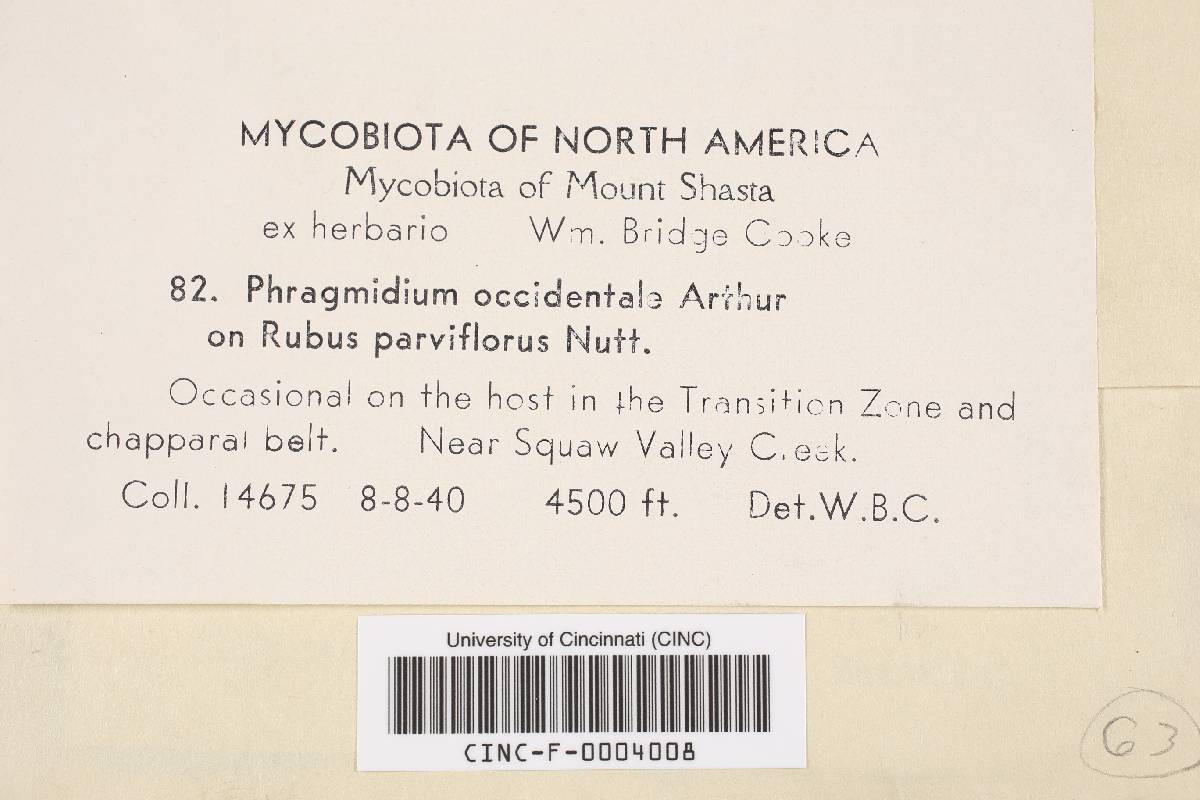 MYCOBIOTA OF NORTH AMERICA
Mycobiota of Mount Shasta
ex herbario Wm. Bridge Cooke
82. Phragmidium occidentale Arthur
on Rubus parviflorus Nutt.
Occasional on the host in the Transition Zone and
chapparal belt. Near Squaw Valley Creek.
Coll. 14675 8-8-40 4500 ft. Det.W.B.C.
University of Cincinnati (CINC)
CINC-F-0004008
63